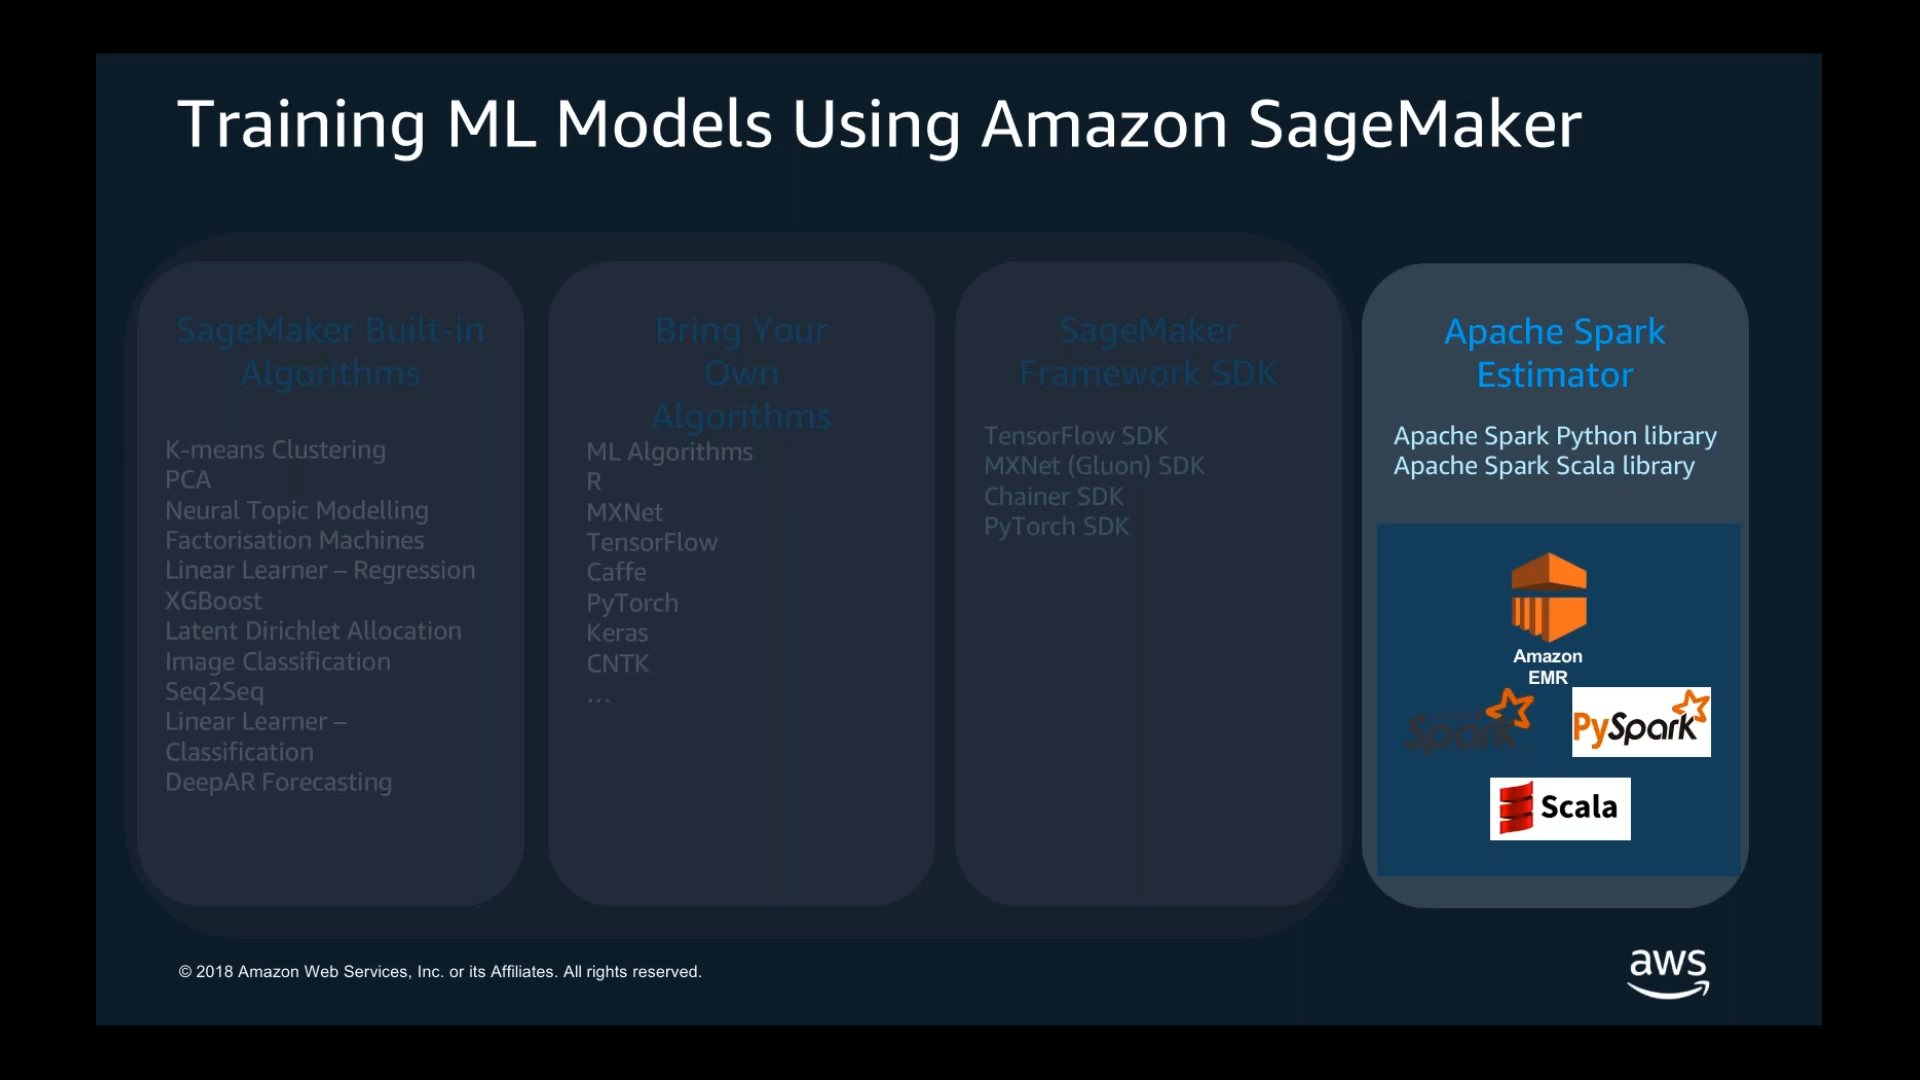 Training ML Models Using Amazon SageMaker
SageMaker Built-in
Algorithms
K-means Clustering
PCA
Neural Topic Modelling
Factorisation Machines
Linear Learner – Regression
XGBoost
Latent Dirichlet Allocation
Image Classification
Seq2Seq
Linear Learner –
Classification
DeepAR Forecasting
Bring Your
Own
Algorithms
ML Algorithms
R
MXNet
TensorFlow
Caffe
PyTorch
Keras
CNTK
...
SageMaker
Framework SDK
TensorFlow SDK
MXNet (Gluon) SDK
Chainer SDK
PyTorch SDK
Apache Spark
Estimator
Apache Spark Python library
Apache Spark Scala library
Amazon
EMR
Spark
PySpark
Scala
© 2018 Amazon Web Services, Inc. or its Affiliates. All rights reserved.
aws